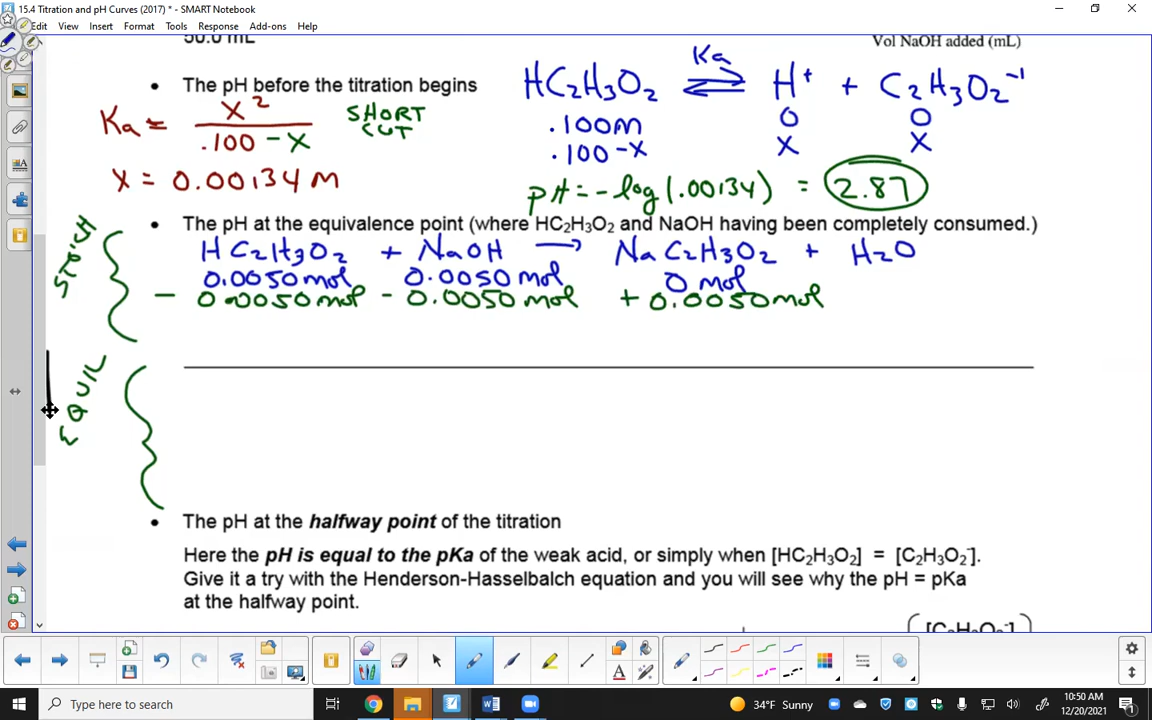 15.4 Titration and pH Curves (2017) * - SMART Notebook
Edit View Insert Format Tools Response Add-ons Help
50.0 mL
Vol NaOH added (mL)
• The pH before the titration begins
HC₂H₃O₂ ⇌ H⁺ + C₂H₃O₂⁻¹
Ka
Ka = x² / .100 - x
SHORT
CUT
.100M 0 0
.100 - x x x
x = 0.00134 M
pH = -log(.00134) = 2.87
• The pH at the equivalence point (where HC₂H₃O₂ and NaOH having been completely consumed.)
STOICH
HC₂H₃O₂ + NaOH → NaC₂H₃O₂ + H₂O
0.0050mol 0.0050 mol 0 mol
- 0.0050 mol - 0.0050 mol + 0.0050mol
EQUIL
• The pH at the halfway point of the titration
Here the pH is equal to the pKa of the weak acid, or simply when [HC₂H₃O₂] = [C₂H₃O₂⁻].
Give it a try with the Henderson-Hasselbalch equation and you will see why the pH = pKa
at the halfway point.
([C₂H₃O₂⁻])
Type here to search
34°F Sunny
10:50 AM
12/20/2021
1